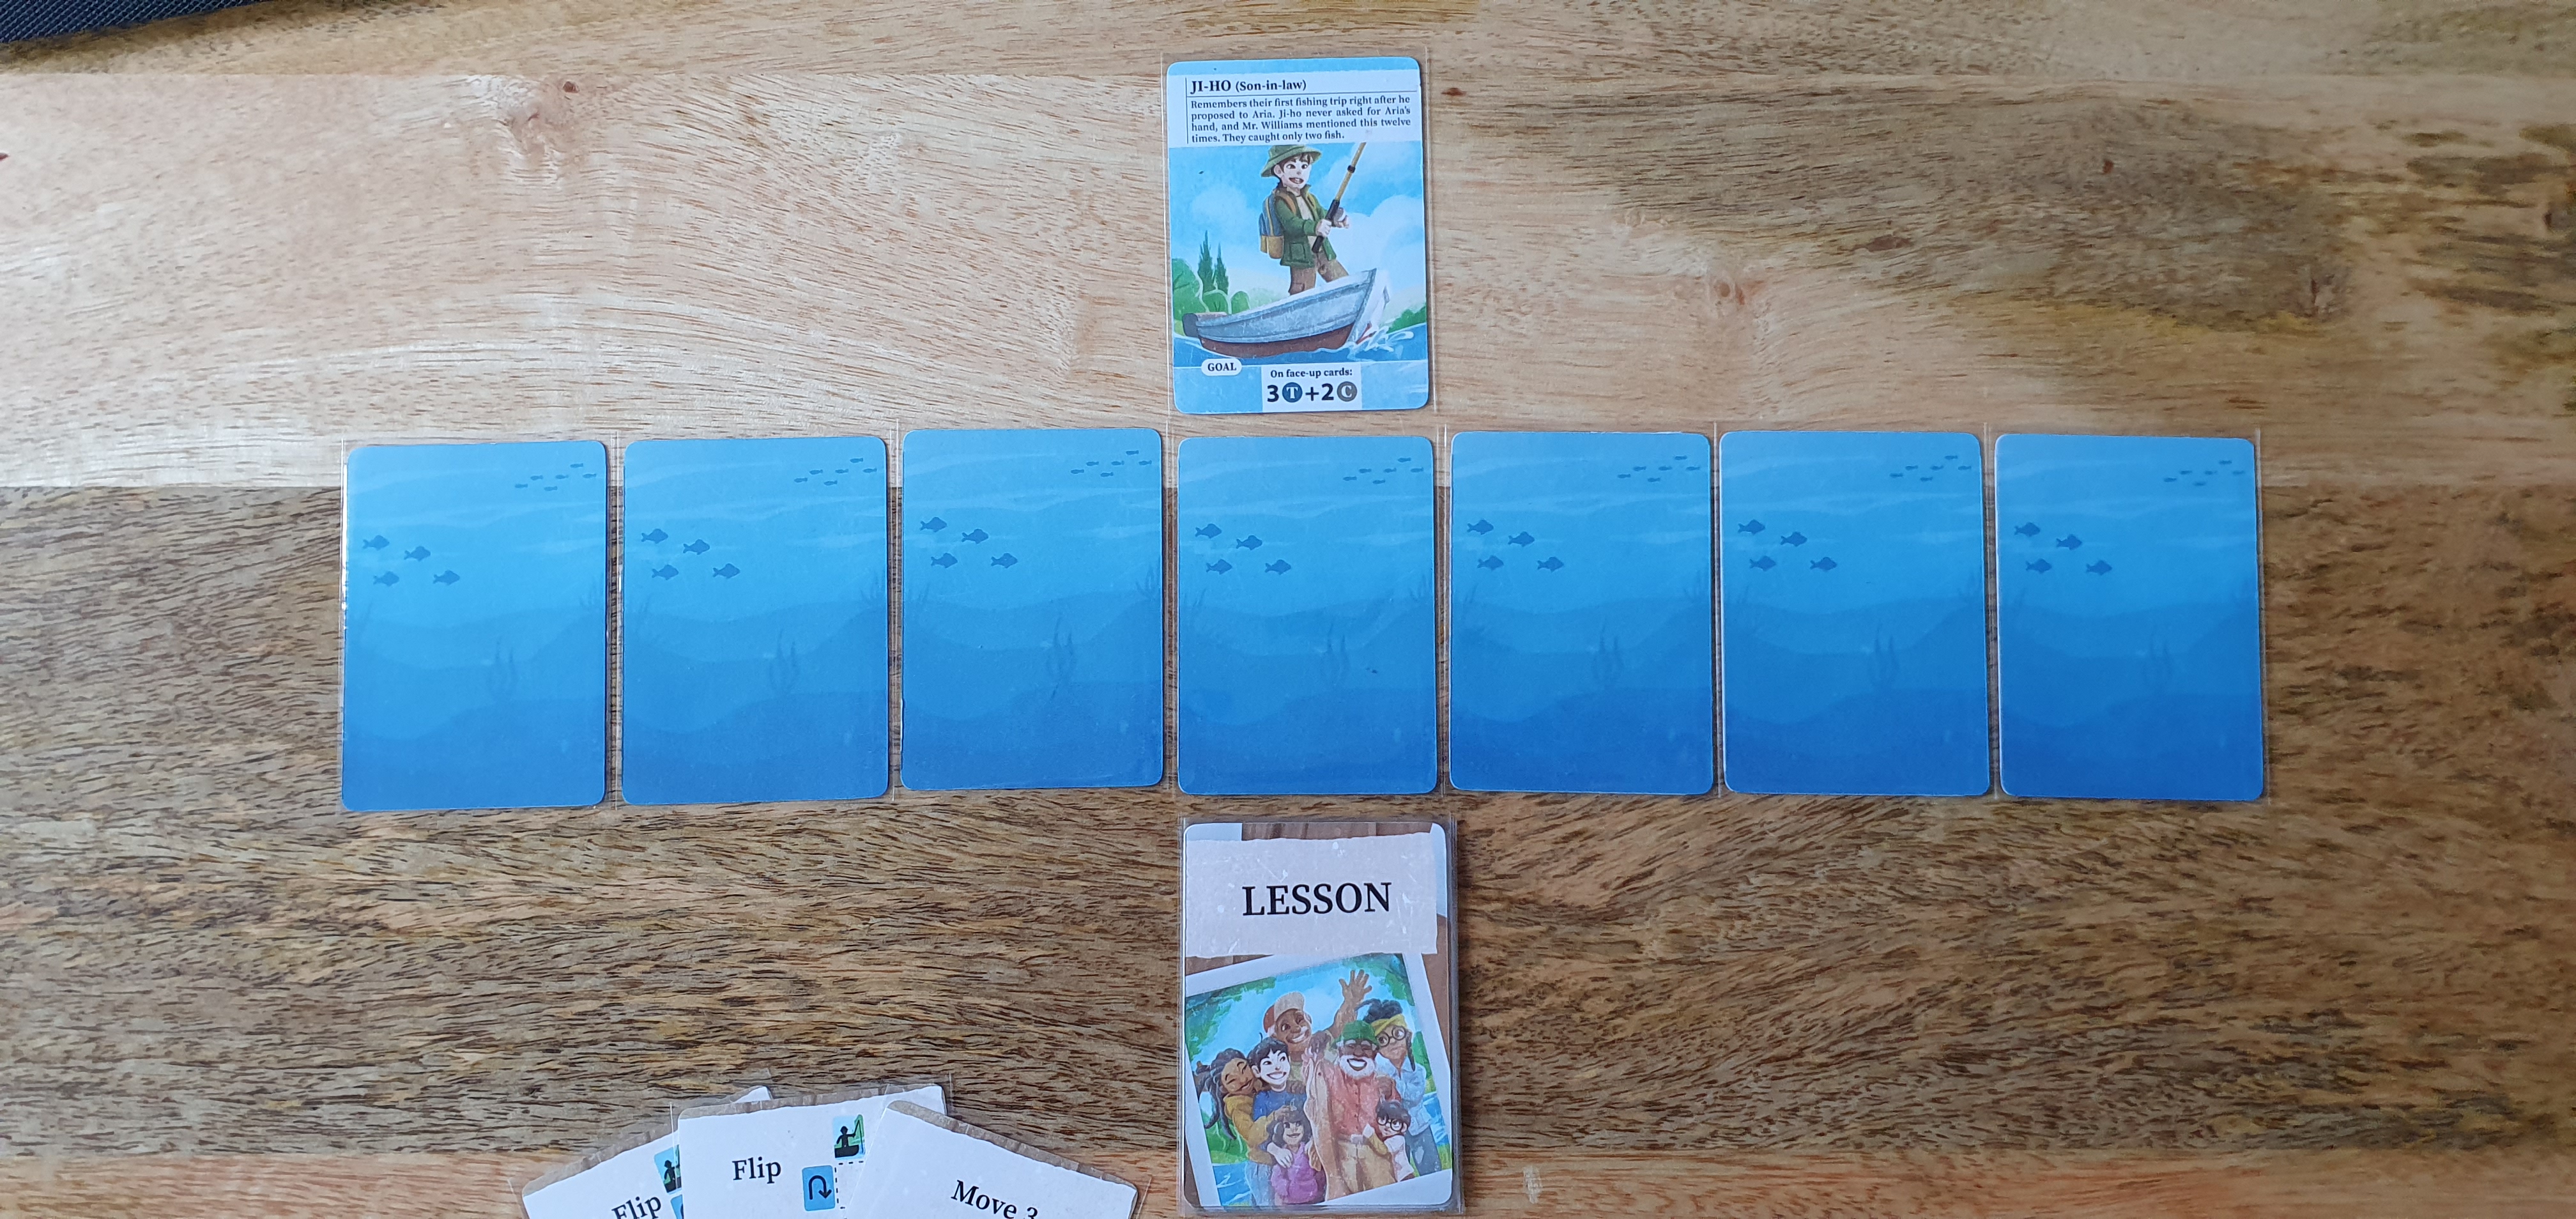 JI-HO (Son-in-law)
Remembers their first fishing trip right after he
proposed to Aria. Ji-ho never asked for Aria's
hand, and Mr. Williams mentioned this twelve
times. They caught only two fish.
GOAL
On face-up cards:
3 T + 2 C
LESSON
Flip
Flip
Move 3